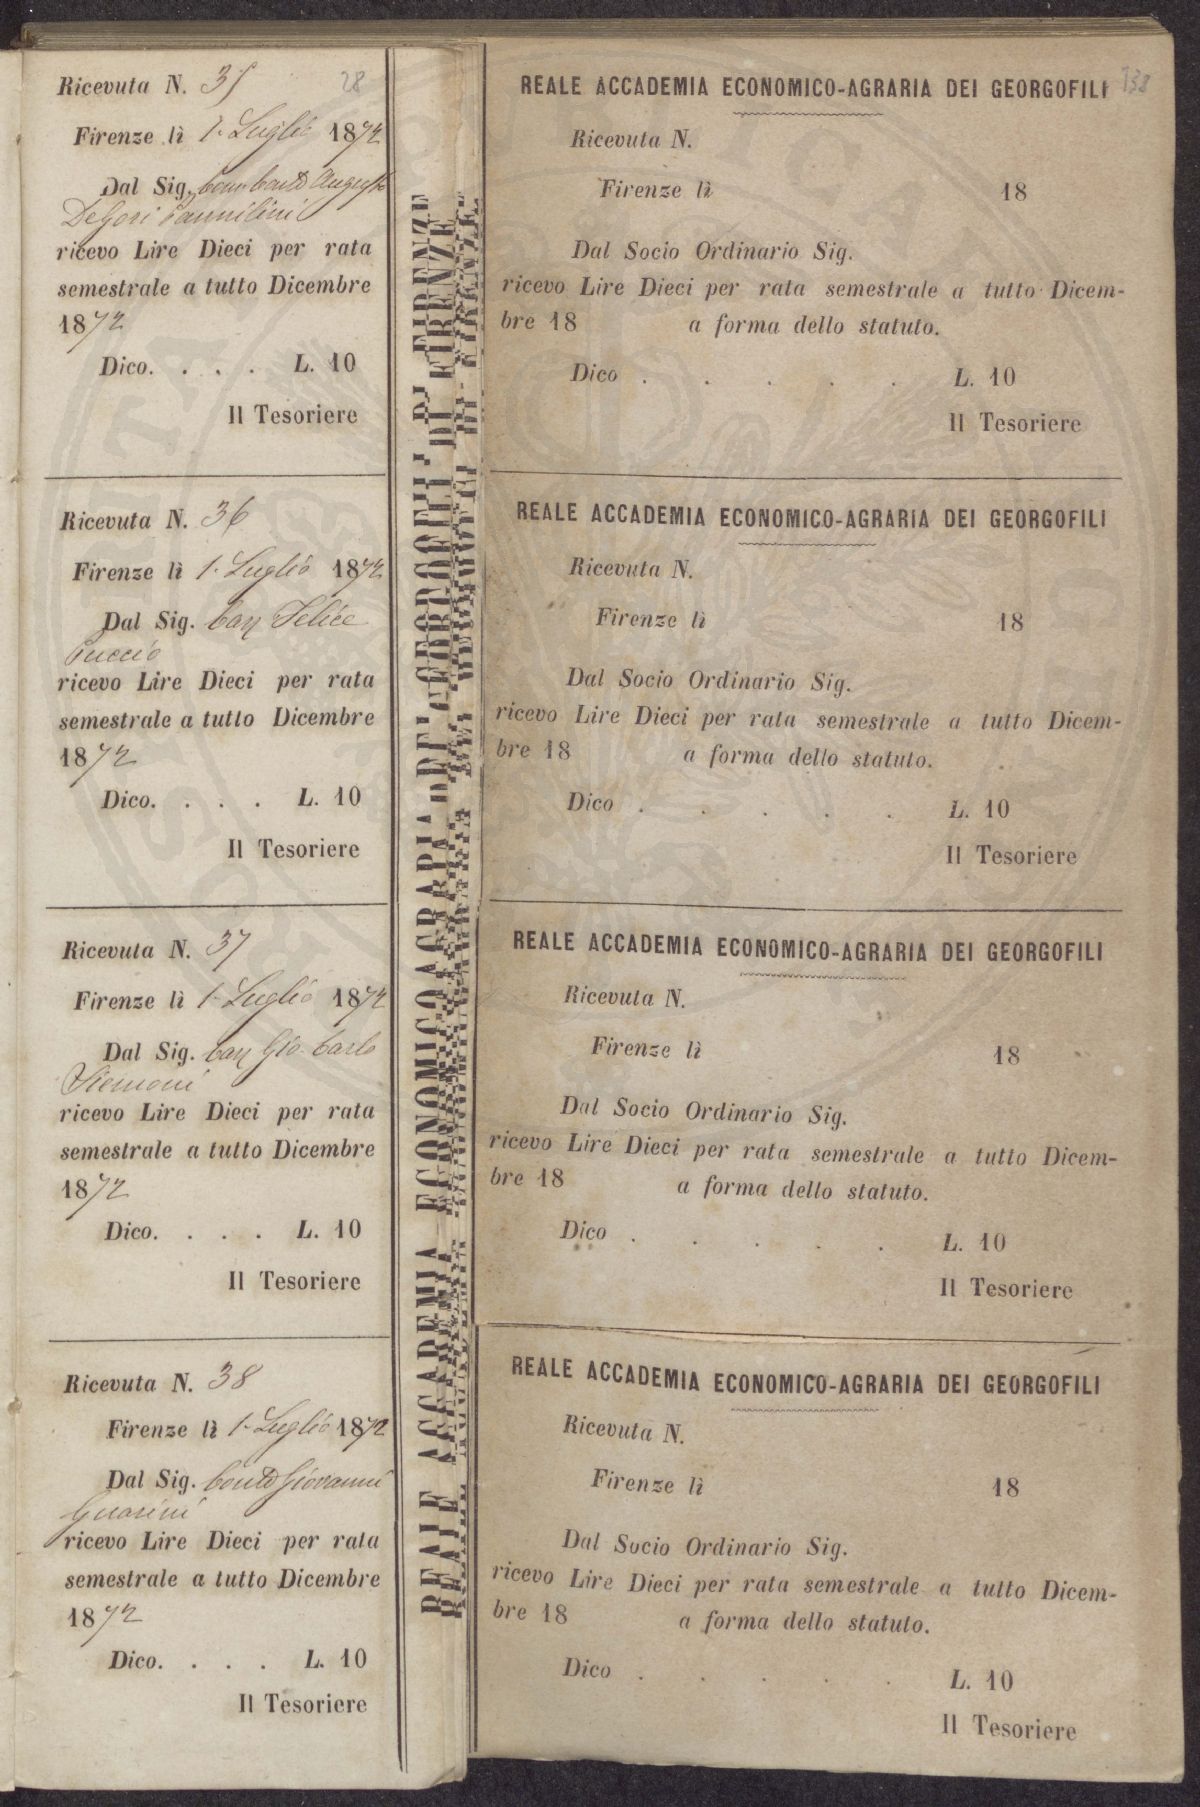 Ricevuta N. 35
28
Firenze lì 1. Luglio 1872
Dal Sig. Conte Augusto
DeGori Pannilini
ricevo Lire Dieci per rata
semestrale a tutto Dicembre
1872
Dico. . . . L. 10
Il Tesoriere
Ricevuta N. 36
Firenze lì 1. Luglio 1872
Dal Sig. Cav Felice
Puccio
ricevo Lire Dieci per rata
semestrale a tutto Dicembre
1872
Dico. . . . L. 10
Il Tesoriere
Ricevuta N. 37
Firenze lì 1. Luglio 1872
Dal Sig. Cav Gio. Carlo
Siemoni
ricevo Lire Dieci per rata
semestrale a tutto Dicembre
1872
Dico. . . . L. 10
Il Tesoriere
Ricevuta N. 38
Firenze lì 1. Luglio 1872
Dal Sig. Conte Giovanni
Guarini
ricevo Lire Dieci per rata
semestrale a tutto Dicembre
1872
Dico. . . . L. 10
Il Tesoriere
REALE ACCADEMIA ECONOMICO-AGRARIA DEI GEORGOFILI DI FIRENZE
REALE ACCADEMIA ECONOMICO-AGRARIA DEI GEORGOFILI
138
Ricevuta N.
Firenze lì 18
Dal Socio Ordinario Sig.
ricevo Lire Dieci per rata semestrale a tutto Dicem-
bre 18 a forma dello statuto.
Dico . . . . . L. 10
Il Tesoriere
REALE ACCADEMIA ECONOMICO-AGRARIA DEI GEORGOFILI
Ricevuta N.
Firenze lì 18
Dal Socio Ordinario Sig.
ricevo Lire Dieci per rata semestrale a tutto Dicem-
bre 18 a forma dello statuto.
Dico . . . . . L. 10
Il Tesoriere
REALE ACCADEMIA ECONOMICO-AGRARIA DEI GEORGOFILI
Ricevuta N.
Firenze lì 18
Dal Socio Ordinario Sig.
ricevo Lire Dieci per rata semestrale a tutto Dicem-
bre 18 a forma dello statuto.
Dico . . . . . L. 10
Il Tesoriere
REALE ACCADEMIA ECONOMICO-AGRARIA DEI GEORGOFILI
Ricevuta N.
Firenze lì 18
Dal Socio Ordinario Sig.
ricevo Lire Dieci per rata semestrale a tutto Dicem-
bre 18 a forma dello statuto.
Dico . . . . . L. 10
Il Tesoriere